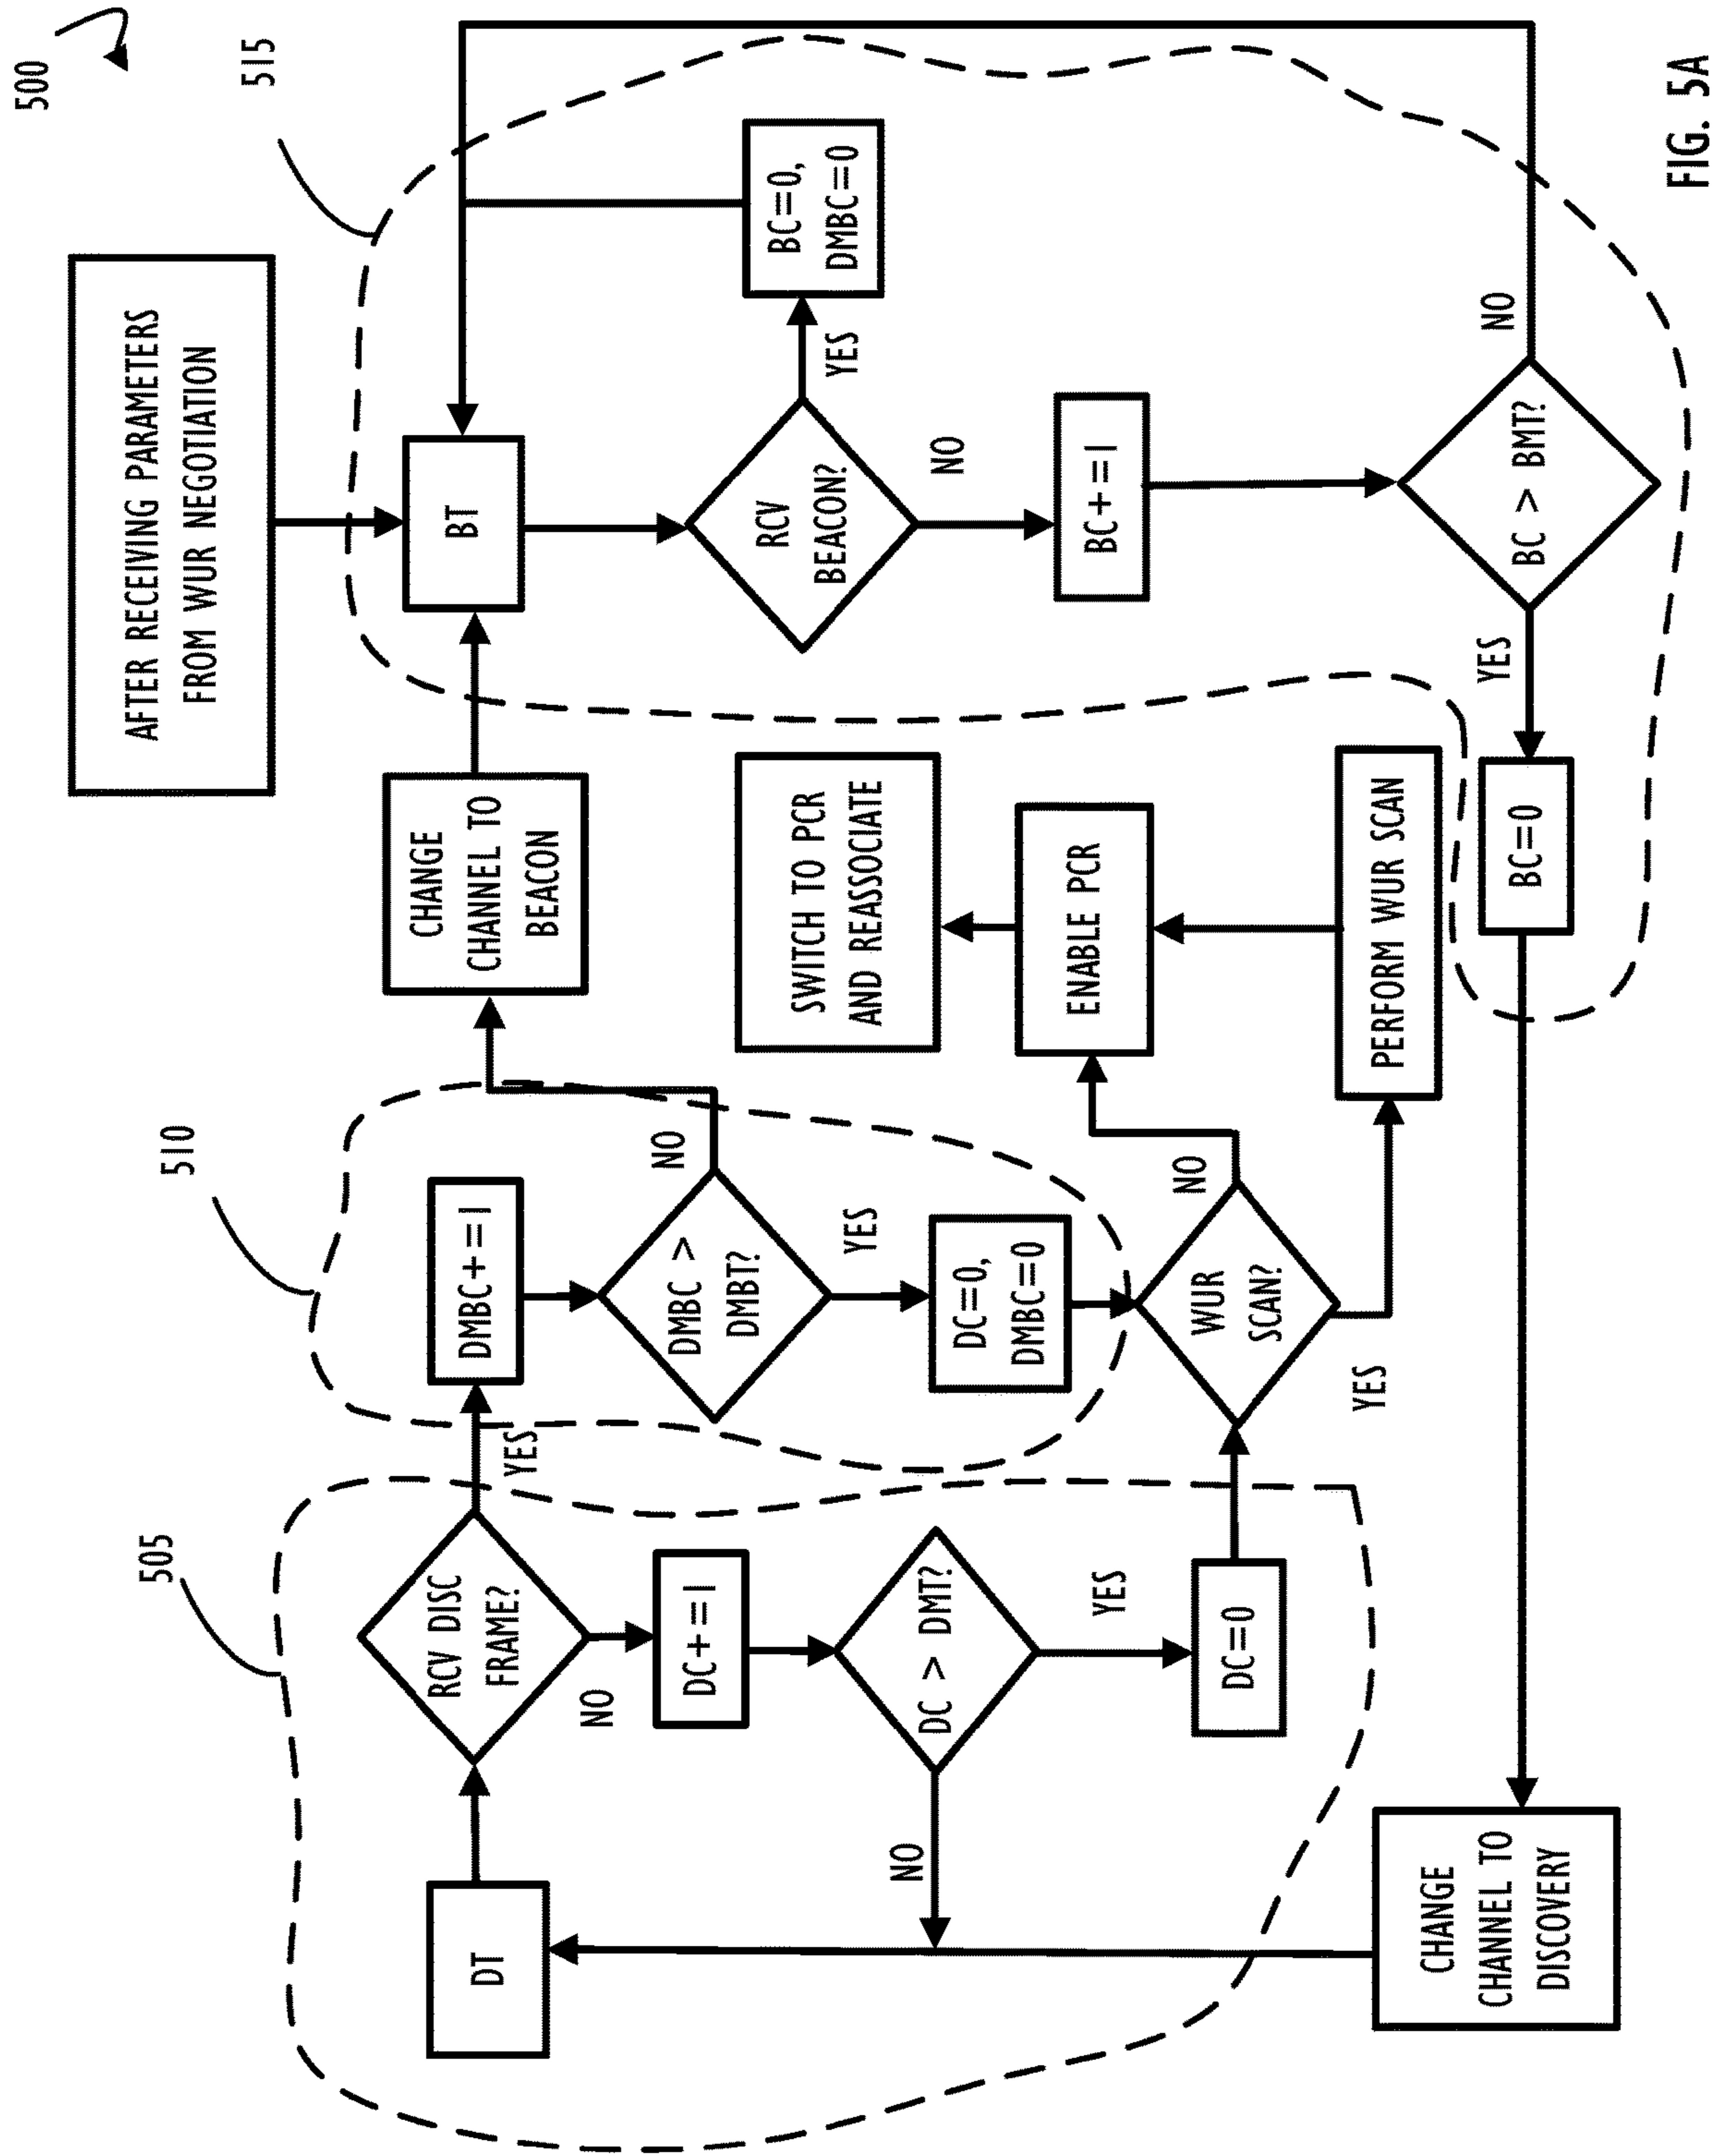 500
515
510
505
AFTER RECEIVING PARAMETERS
FROM WUR NEGOTIATION
DT
RCV DISC
FRAME?
YES
NO
DMBC+=1
CHANGE
CHANNEL TO
BEACON
BT
DC+=1
DMBC >
DMBT?
NO
YES
SWITCH TO PCR
AND REASSOCIATE
RCV
BEACON?
YES
NO
BC=0,
DMBC=0
DC > DMT?
NO
YES
DC=0,
DMBC=0
ENABLE PCR
BC+=1
DC=0
WUR
SCAN?
NO
YES
PERFORM WUR SCAN
BC > BMT?
YES
NO
BC=0
CHANGE
CHANNEL TO
DISCOVERY
FIG. 5A